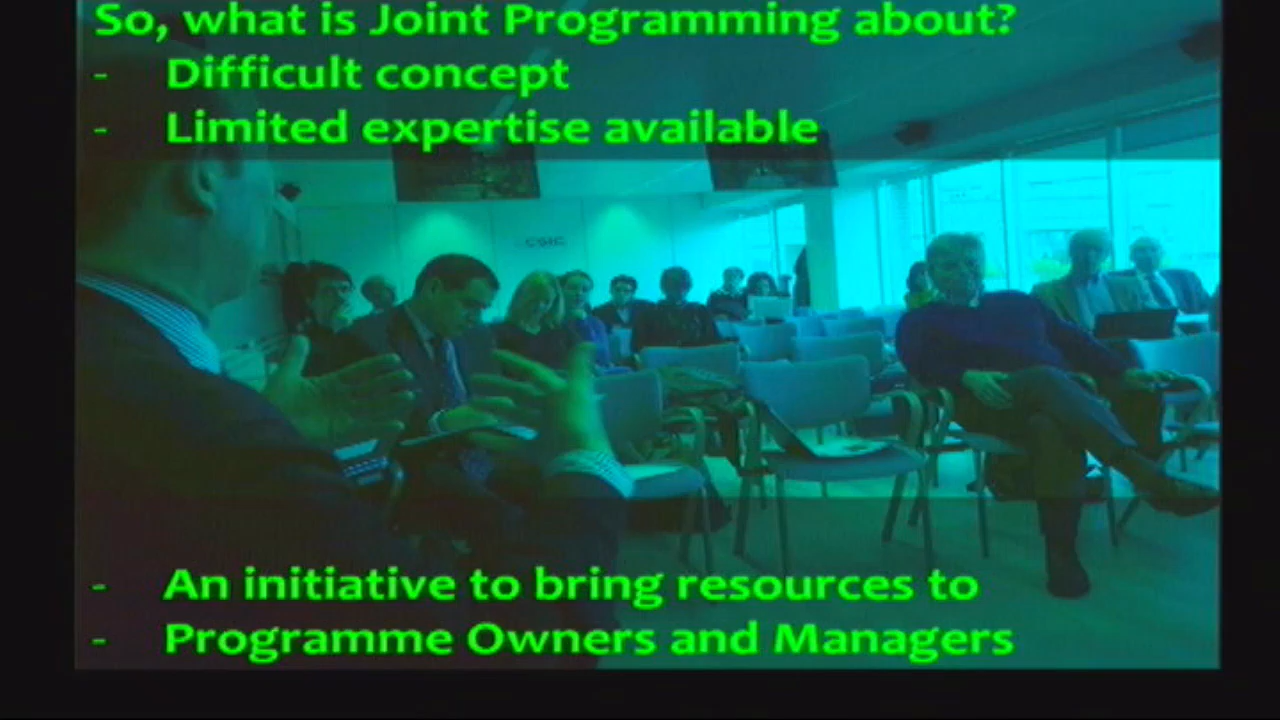 So, what is Joint Programming about?
- Difficult concept
- Limited expertise available
CSIC
- An initiative to bring resources to
- Programme Owners and Managers